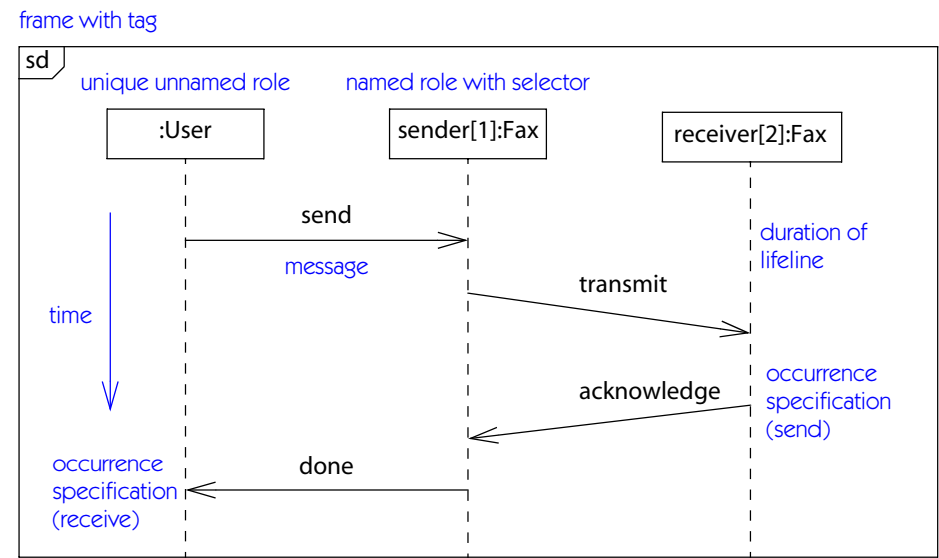 frame with tag
sd
unique unnamed role
named role with selector
:User
sender[1]:Fax
receiver[2]:Fax
send
message
duration of
lifeline
transmit
time
acknowledge
occurrence
specification
(send)
done
occurrence
specification
(receive)